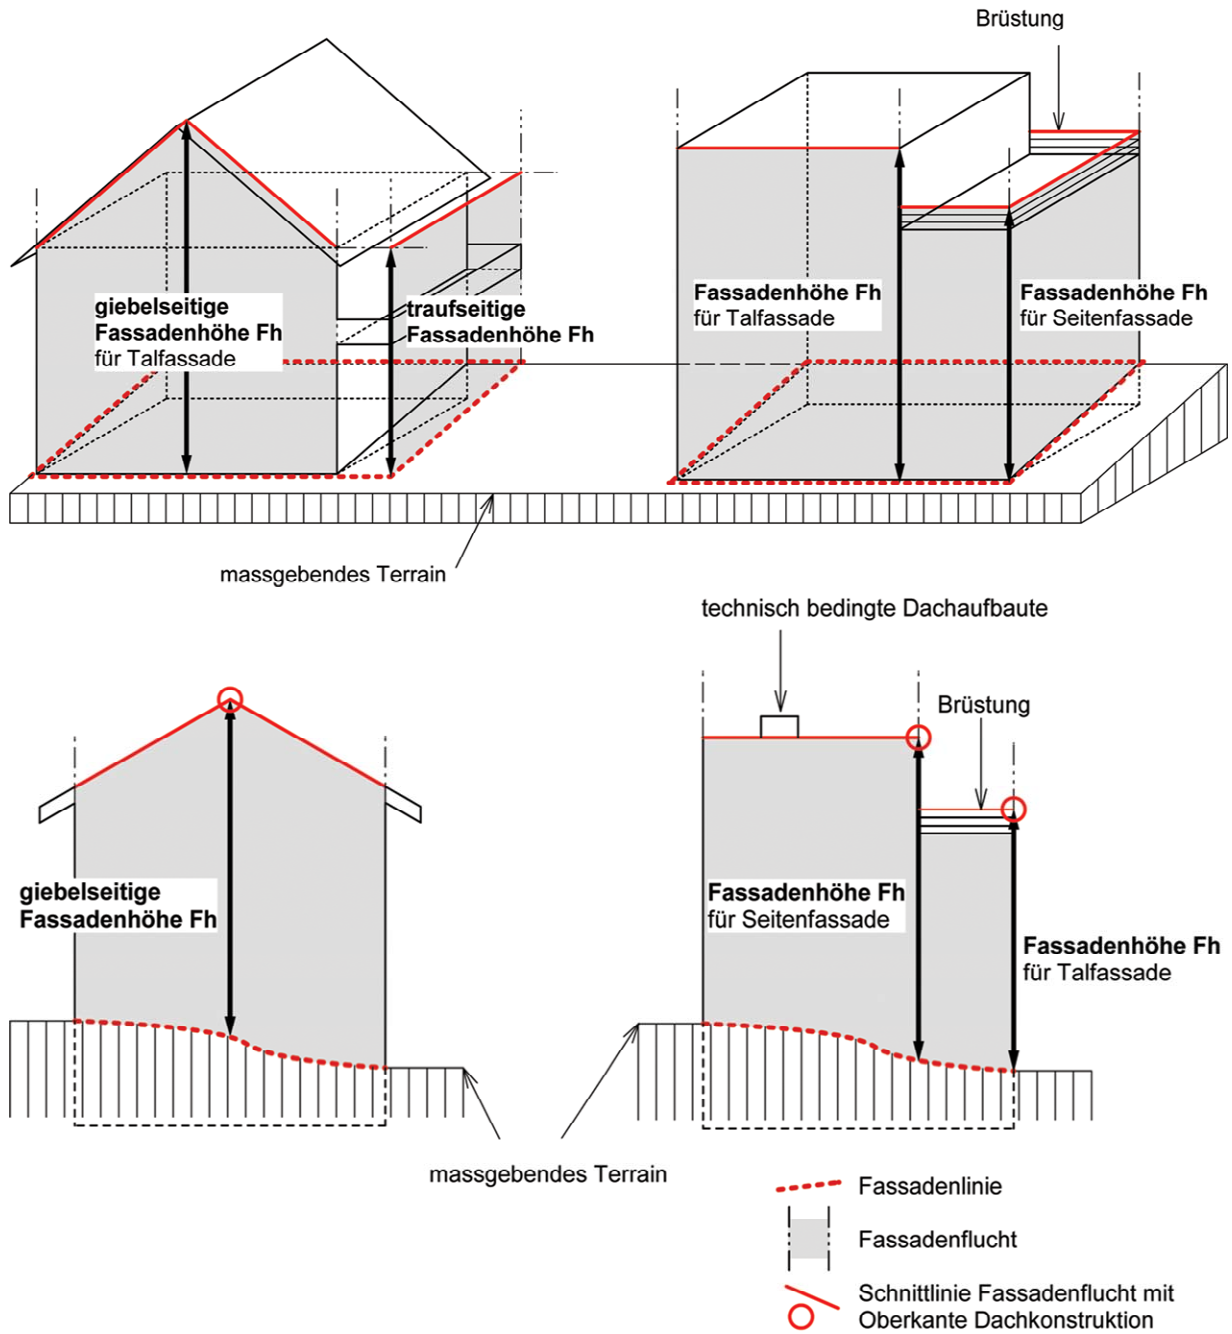 Brüstung
giebelseitige
Fassadenhöhe Fh
für Talfassade
traufseitige
Fassadenhöhe Fh
Fassadenhöhe Fh
für Talfassade
Fassadenhöhe Fh
für Seitenfassade
massgebendes Terrain
technisch bedingte Dachaufbaute
Brüstung
giebelseitige
Fassadenhöhe Fh
Fassadenhöhe Fh
für Seitenfassade
Fassadenhöhe Fh
für Talfassade
massgebendes Terrain
Fassadenlinie
Fassadenflucht
Schnittlinie Fassadenflucht mit
Oberkante Dachkonstruktion